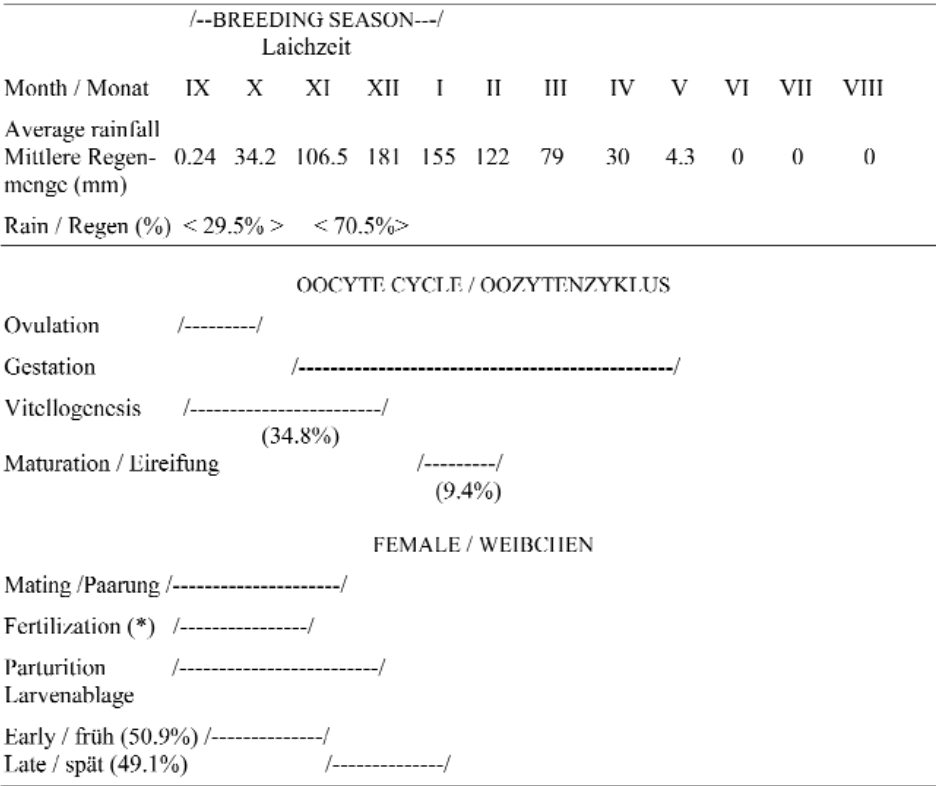 /--BREEDING SEASON---/
Laichzeit
Month / Monat IX X XI XII I II III IV V VI VII VIII
Average rainfall
Mittlere Regen- 0.24 34.2 106.5 181 155 122 79 30 4.3 0 0 0
menge (mm)
Rain / Regen (%) < 29.5% > < 70.5%>
OOCYTE CYCLE / OOZYTENZYKLUS
Ovulation /---------/
Gestation /-----------------------------------------------/
Vitellogenesis /------------------------/
(34.8%)
Maturation / Eireifung /---------/
(9.4%)
FEMALE / WEIBCHEN
Mating /Paarung /---------------------/
Fertilization (*) /----------------/
Parturition /-------------------------/
Larvenablage
Early / früh (50.9%) /--------------/
Late / spät (49.1%) /--------------/